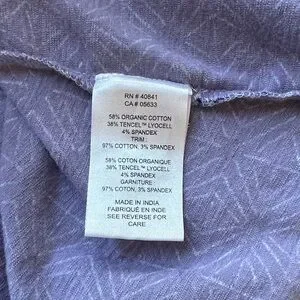 RN # 40641
CA # 05633
58% ORGANIC COTTON
38% TENCEL™ LYOCELL
4% SPANDEX
TRIM :
97% COTTON, 3% SPANDEX
58% COTON ORGANIQUE
38% TENCEL™ LYOCELL
4% SPANDEX
GARNITURE :
97% COTON, 3% SPANDEX
MADE IN INDIA
FABRIQUÉ EN INDE
SEE REVERSE FOR
CARE